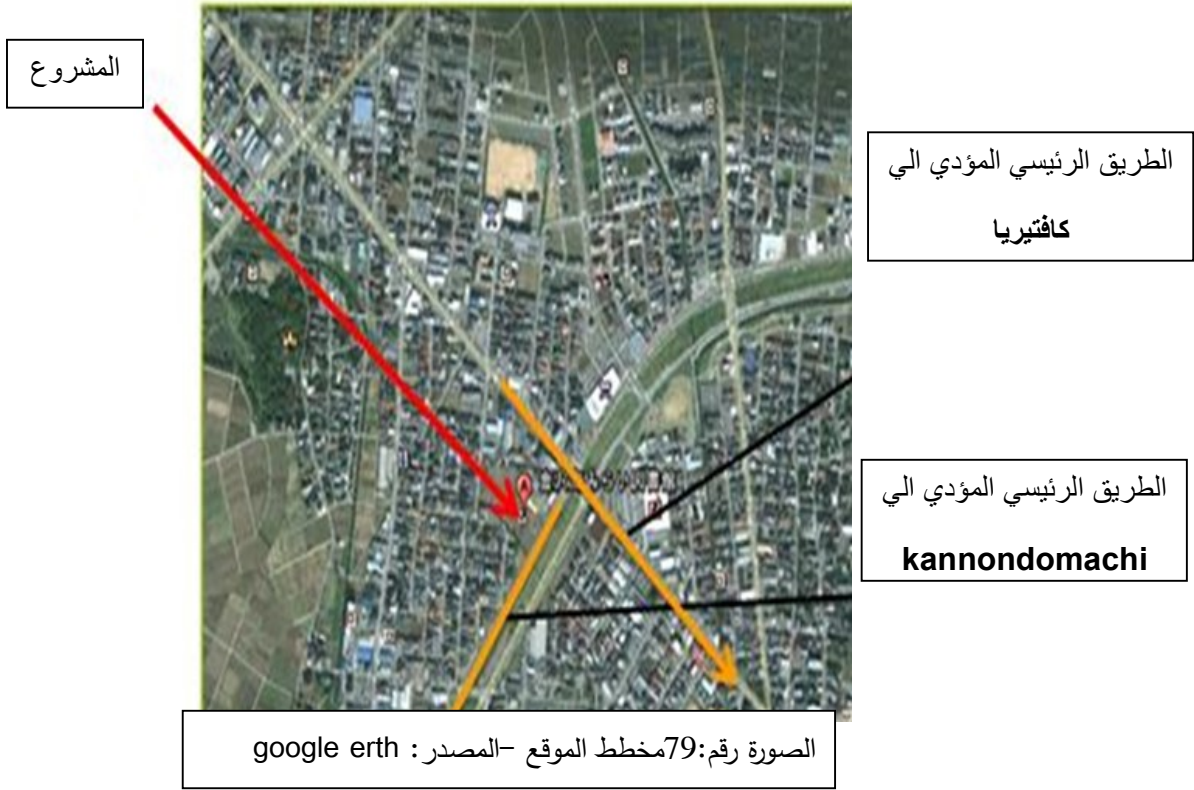 المشروع
الطريق الرئيسي المؤدي الي
كافتيريا
الطريق الرئيسي المؤدي الي
kannondomachi
الصورة رقم:79مخطط الموقع -المصدر: google erth